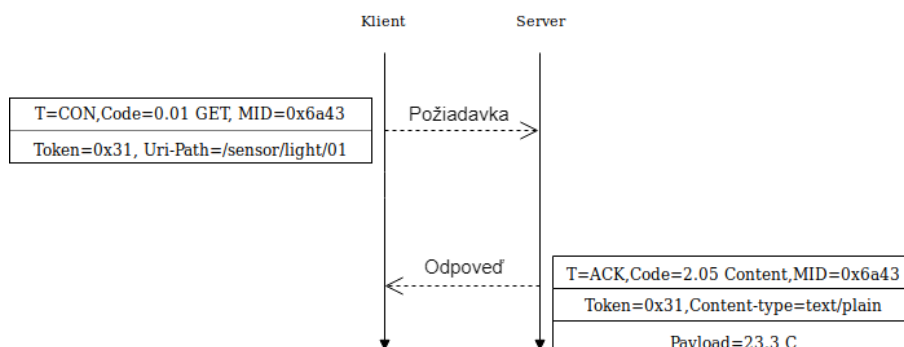 Klient
Server
T=CON,Code=0.01 GET, MID=0x6a43
Požiadavka
Token=0x31, Uri-Path=/sensor/light/01
Odpoveď
T=ACK,Code=2.05 Content,MID=0x6a43
Token=0x31,Content-type=text/plain
Payload=23.3 C